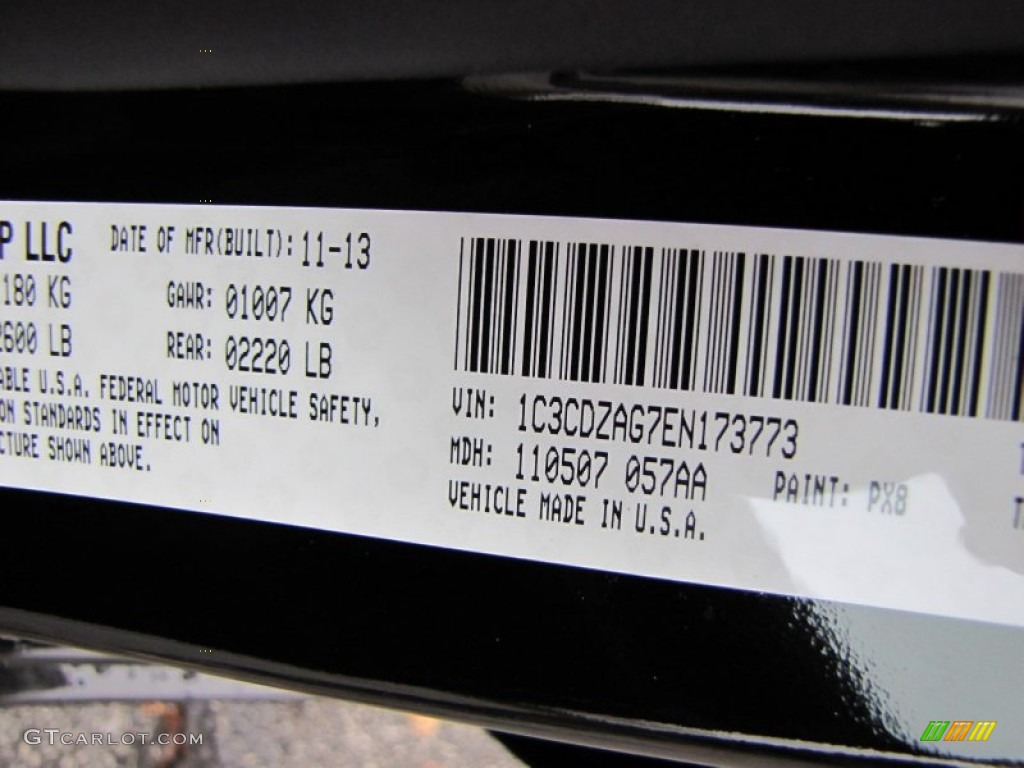 P LLC
DATE OF MFR(BUILT): 11-13
180 KG
GAWR: 01007 KG
2600 LB
REAR: 02220 LB
ABLE U.S.A. FEDERAL MOTOR VEHICLE SAFETY,
ON STANDARDS IN EFFECT ON
CTURE SHOWN ABOVE.
VIN: 1C3CDZAG7EN173773
MDH: 110507 057AA
PAINT: PX8
VEHICLE MADE IN U.S.A.
GTCARLOT.COM